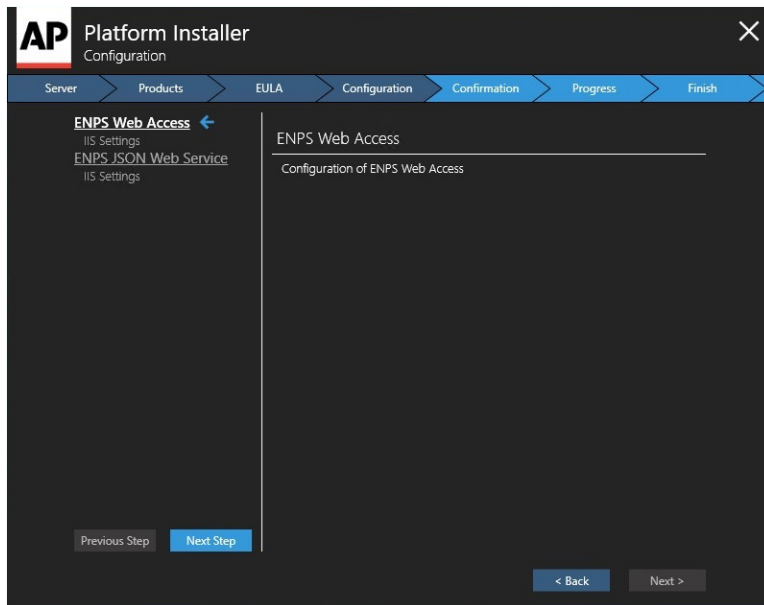 AP Platform Installer
Configuration
Server Products EULA Configuration Confirmation Progress Finish
ENPS Web Access
IIS Settings
ENPS JSON Web Service
IIS Settings
ENPS Web Access
Configuration of ENPS Web Access
Previous Step Next Step
< Back Next >